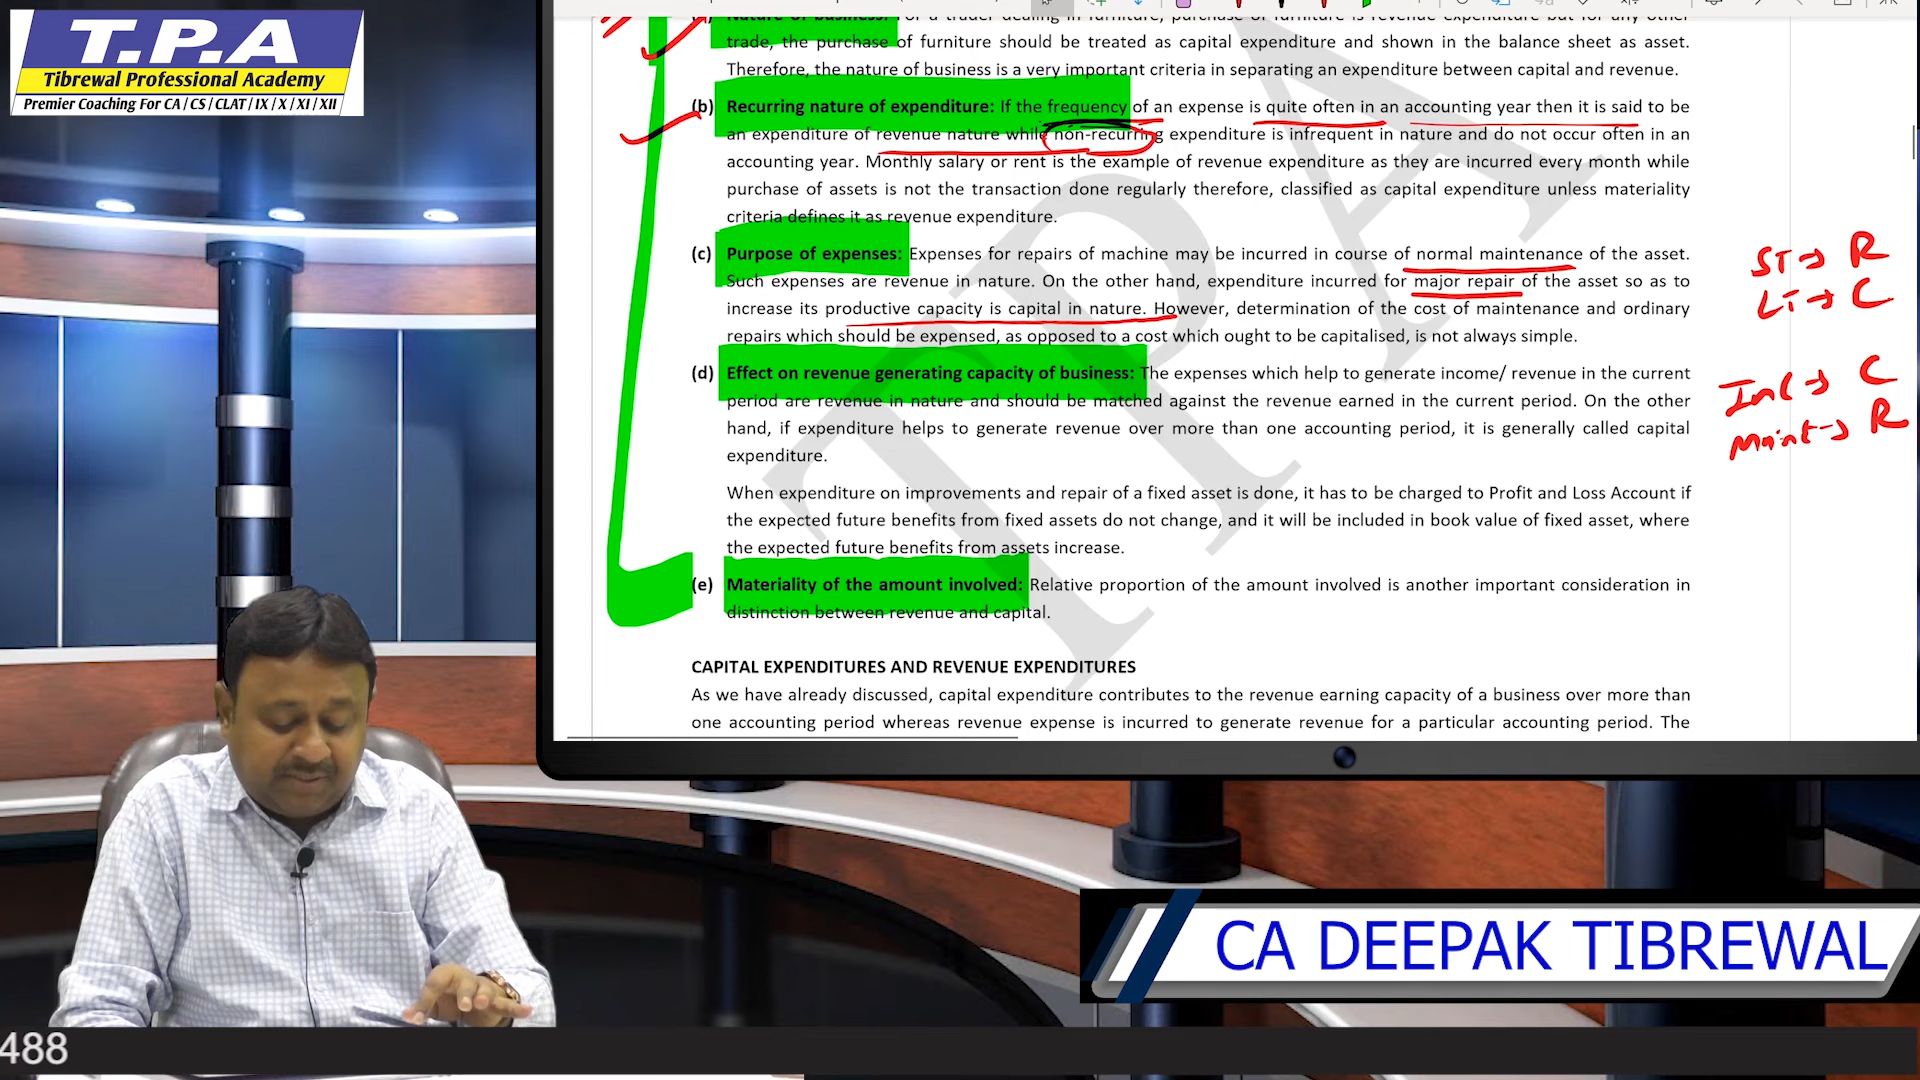 T.P.A
Tibrewal Professional Academy
Premier Coaching For CA / CS / CLAT / IX / X / XI / XII
Nature of business: For a trader dealing in furniture, purchase of furniture is revenue expenditure but for any other
trade, the purchase of furniture should be treated as capital expenditure and shown in the balance sheet as asset.
Therefore, the nature of business is a very important criteria in separating an expenditure between capital and revenue.
(b) Recurring nature of expenditure: If the frequency of an expense is quite often in an accounting year then it is said to be
an expenditure of revenue nature while non-recurring expenditure is infrequent in nature and do not occur often in an
accounting year. Monthly salary or rent is the example of revenue expenditure as they are incurred every month while
purchase of assets is not the transaction done regularly therefore, classified as capital expenditure unless materiality
criteria defines it as revenue expenditure.
(c) Purpose of expenses: Expenses for repairs of machine may be incurred in course of normal maintenance of the asset.
Such expenses are revenue in nature. On the other hand, expenditure incurred for major repair of the asset so as to
increase its productive capacity is capital in nature. However, determination of the cost of maintenance and ordinary
repairs which should be expensed, as opposed to a cost which ought to be capitalised, is not always simple.
ST → R
LT → C
(d) Effect on revenue generating capacity of business: The expenses which help to generate income/ revenue in the current
period are revenue in nature and should be matched against the revenue earned in the current period. On the other
hand, if expenditure helps to generate revenue over more than one accounting period, it is generally called capital
expenditure.
Inc → C
Maint → R
When expenditure on improvements and repair of a fixed asset is done, it has to be charged to Profit and Loss Account if
the expected future benefits from fixed assets do not change, and it will be included in book value of fixed asset, where
the expected future benefits from assets increase.
(e) Materiality of the amount involved: Relative proportion of the amount involved is another important consideration in
distinction between revenue and capital.
CAPITAL EXPENDITURES AND REVENUE EXPENDITURES
As we have already discussed, capital expenditure contributes to the revenue earning capacity of a business over more than
one accounting period whereas revenue expense is incurred to generate revenue for a particular accounting period. The
TPA
CA DEEPAK TIBREWAL
488